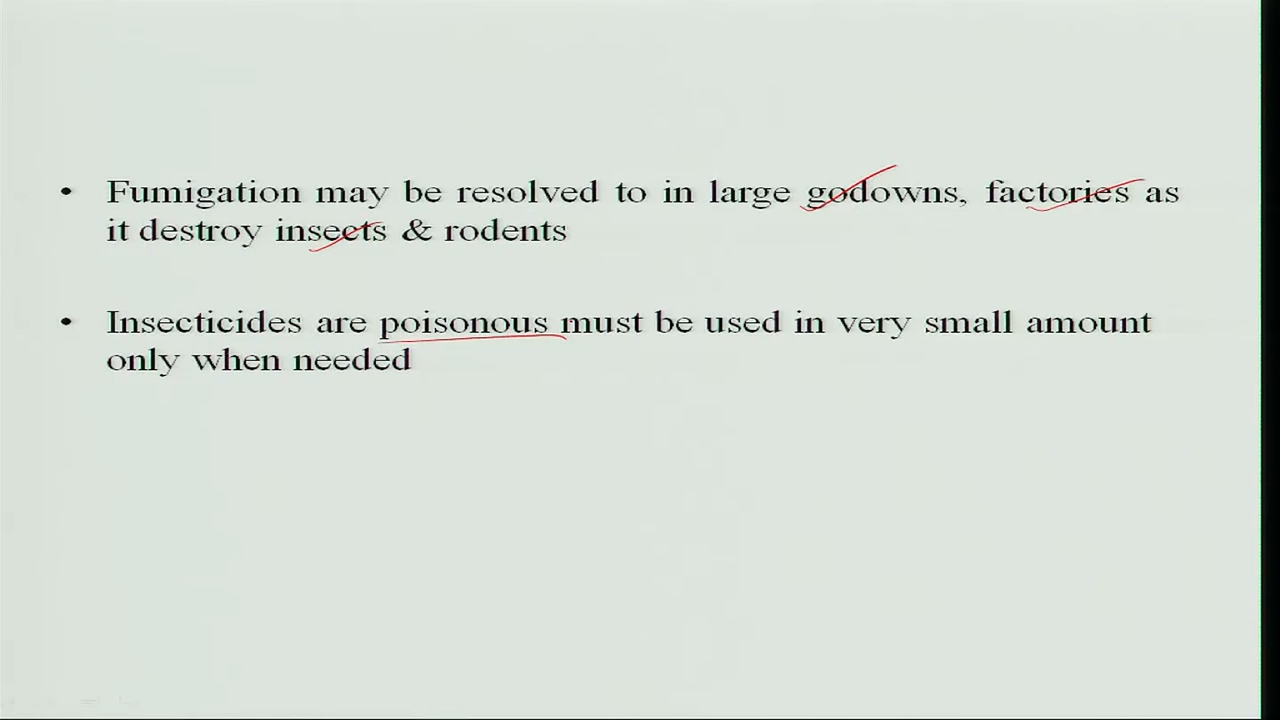 • Fumigation may be resolved to in large godowns, factories as
it destroy insects & rodents
• Insecticides are poisonous must be used in very small amount
only when needed